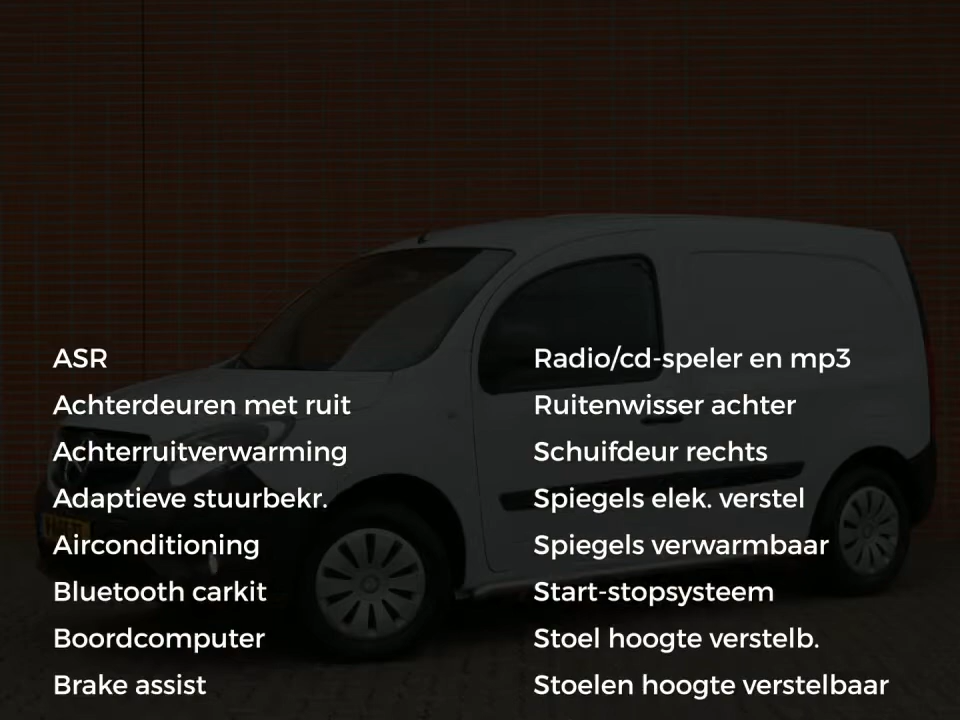 ASR
Achterdeuren met ruit
Achterruitverwarming
Adaptieve stuurbekr.
Airconditioning
Bluetooth carkit
Boordcomputer
Brake assist
Radio/cd-speler en mp3
Ruitenwisser achter
Schuifdeur rechts
Spiegels elek. verstel
Spiegels verwarmbaar
Start-stopsysteem
Stoel hoogte verstelb.
Stoelen hoogte verstelbaar